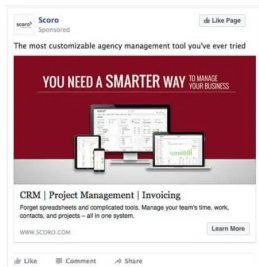 scoro
Scoro
Sponsored
Like Page
The most customizable agency management tool you've ever tried
YOU NEED A SMARTER WAY TO MANAGE
YOUR BUSINESS
CRM | Project Management | Invoicing
Forget spreadsheets and complicated tools. Manage your team's time, work,
contacts, and projects – all in one system.
WWW.SCORO.COM
Learn More
Like Comment Share